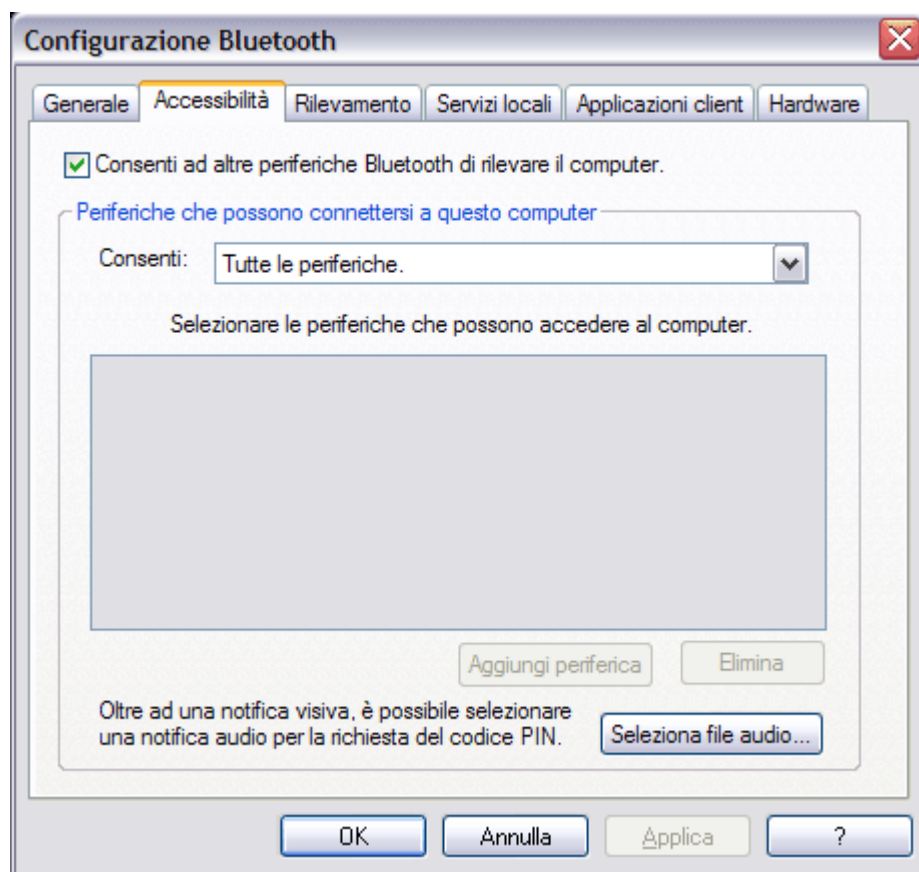 Configurazione Bluetooth
Generale Accessibilità Rilevamento Servizi locali Applicazioni client Hardware
Consenti ad altre periferiche Bluetooth di rilevare il computer.
Periferiche che possono connettersi a questo computer
Consenti: Tutte le periferiche.
Selezionare le periferiche che possono accedere al computer.
Aggiungi periferica Elimina
Oltre ad una notifica visiva, è possibile selezionare
una notifica audio per la richiesta del codice PIN.
Seleziona file audio...
OK Annulla Applica ?